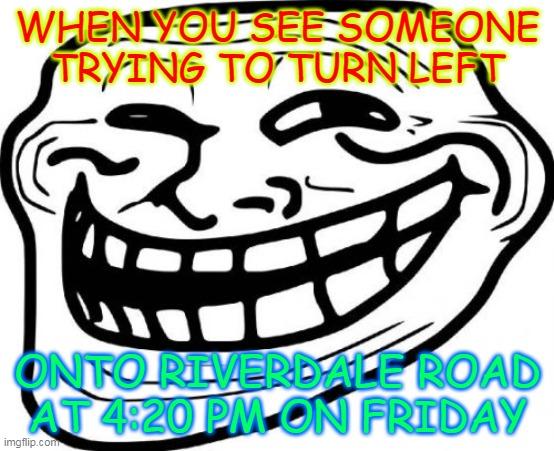 WHEN YOU SEE SOMEONE
TRYING TO TURN LEFT
ONTO RIVERDALE ROAD
AT 4:20 PM ON FRIDAY
imgflip.com